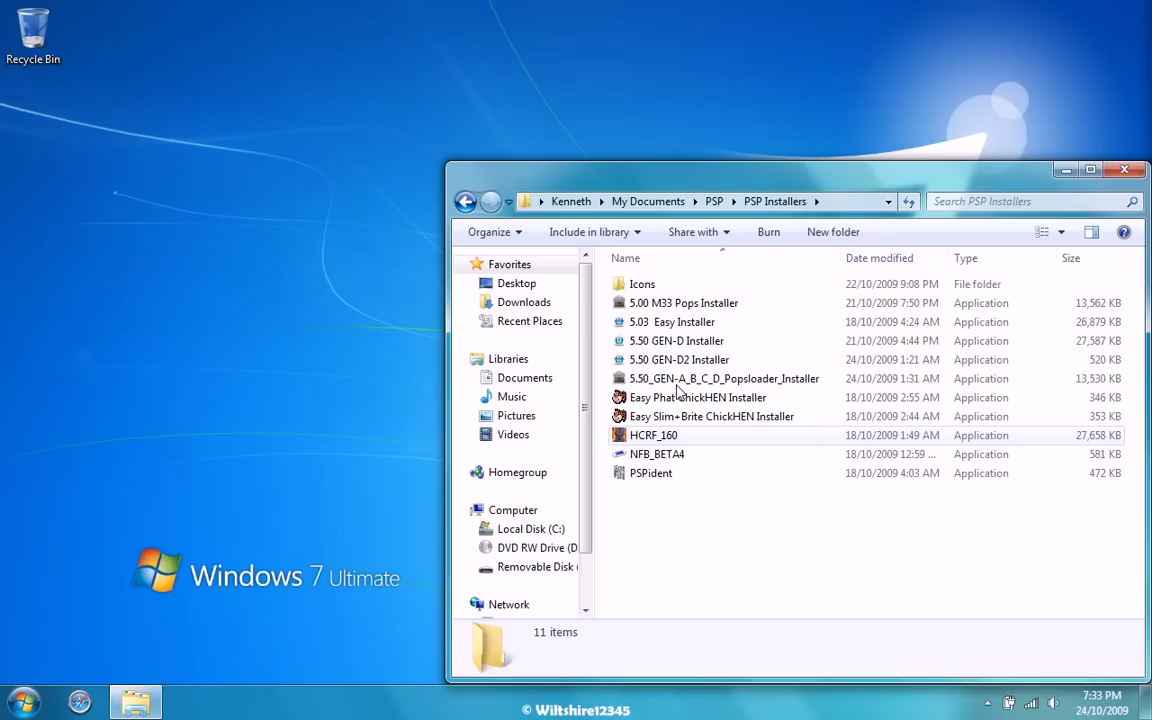 Recycle Bin
Kenneth My Documents PSP PSP Installers Search PSP Installers
Organize Include in library Share with Burn New folder
Name Date modified Type Size
Favorites
Desktop
Downloads
Recent Places
Libraries
Documents
Music
Pictures
Videos
Homegroup
Computer
Local Disk (C:)
DVD RW Drive (D
Removable Disk (
Network
Icons 22/10/2009 9:08 PM File folder
5.00 M33 Pops Installer 21/10/2009 7:50 PM Application 13,562 KB
5.03 Easy Installer 18/10/2009 4:24 AM Application 26,879 KB
5.50 GEN-D Installer 21/10/2009 4:44 PM Application 27,587 KB
5.50 GEN-D2 Installer 24/10/2009 1:21 AM Application 520 KB
5.50_GEN-A_B_C_D_Popsloader_Installer 24/10/2009 1:31 AM Application 13,530 KB
Easy Phat ChickHEN Installer 18/10/2009 2:55 AM Application 346 KB
Easy Slim+Brite ChickHEN Installer 18/10/2009 2:44 AM Application 353 KB
HCRF_160 18/10/2009 1:49 AM Application 27,658 KB
NFB_BETA4 18/10/2009 12:59 ... Application 581 KB
PSPident 18/10/2009 4:03 AM Application 472 KB
11 items
Windows 7 Ultimate
© Wiltshire12345
7:33 PM
24/10/2009